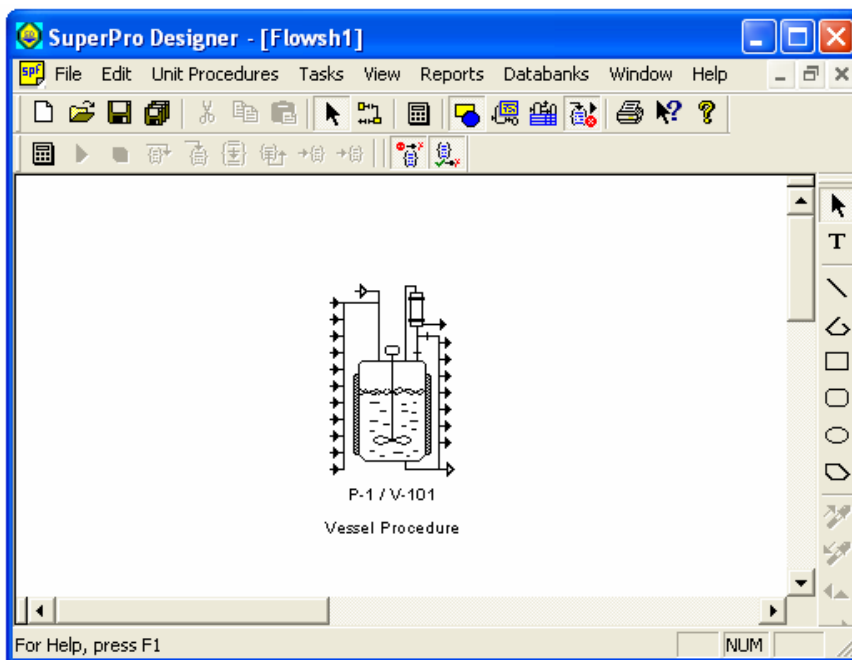 SuperPro Designer - [Flowsh1]
spf File Edit Unit Procedures Tasks View Reports Databanks Window Help
T
P-1 / V-101
Vessel Procedure
For Help, press F1
NUM